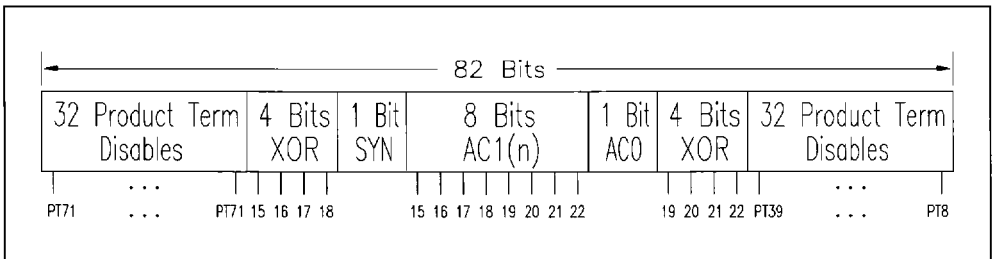 82 Bits
32 Product Term Disables
4 Bits XOR
1 Bit SYN
8 Bits AC1(n)
1 Bit AC0
4 Bits XOR
32 Product Term Disables
PT71 ... PT71 15 16 17 18 15 16 17 18 19 20 21 22 19 20 21 22 PT39 ... PT8